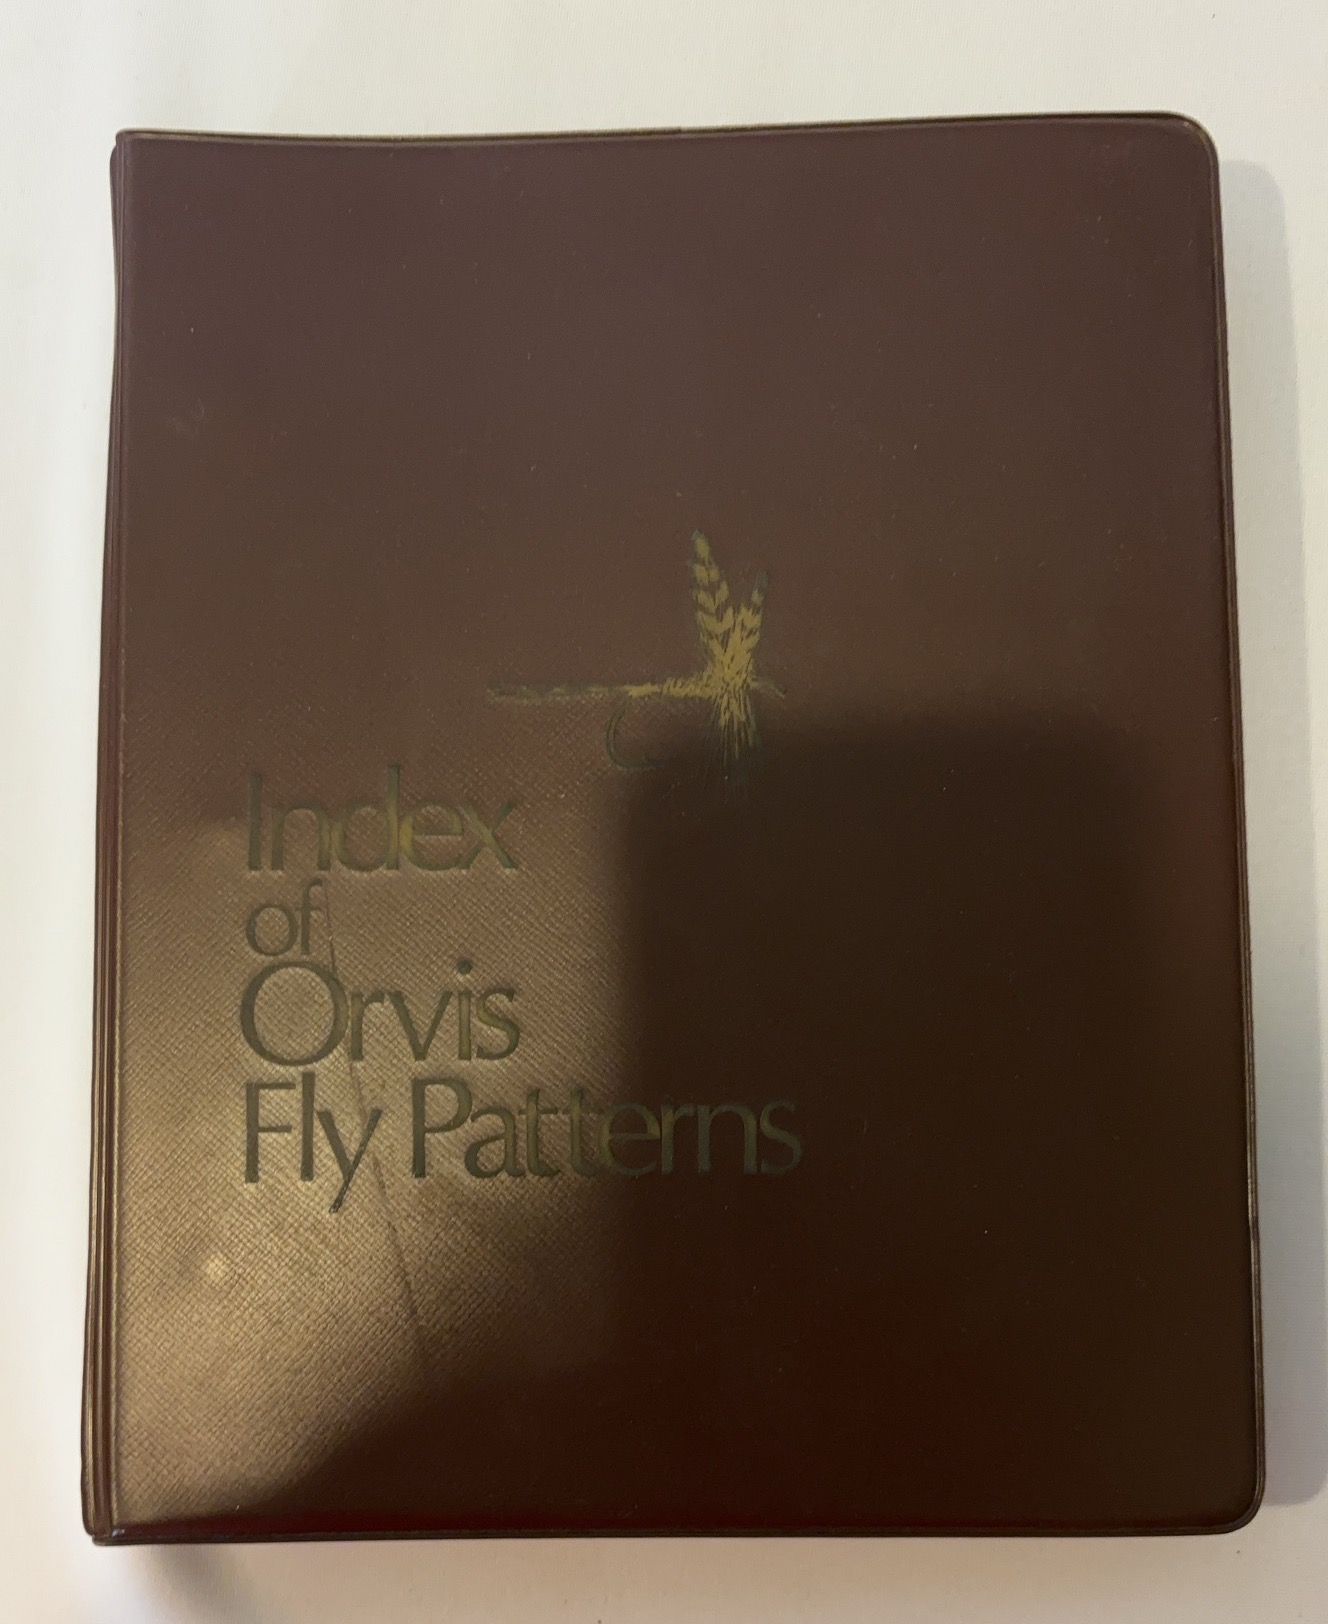 Index
of
Orvis
Fly Patterns